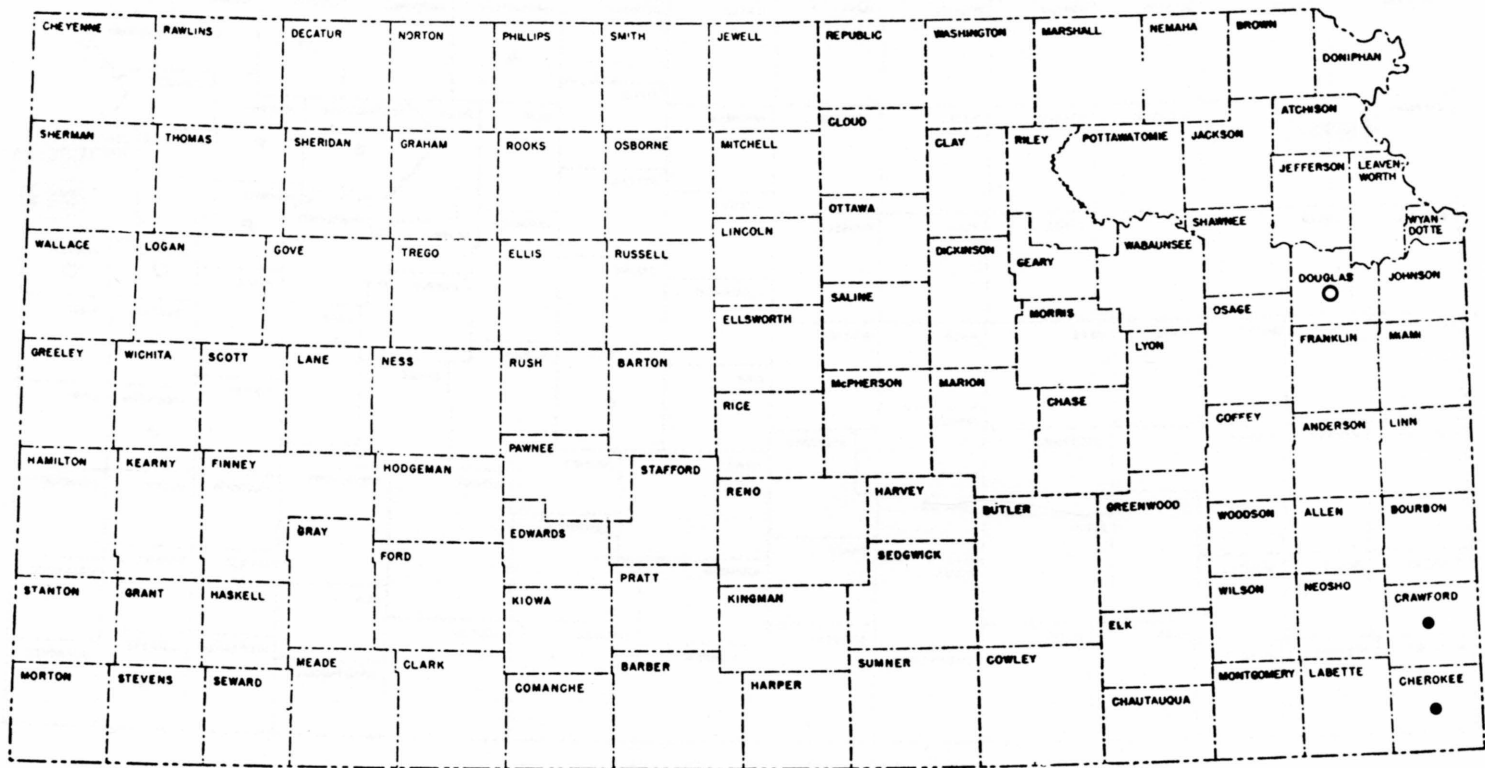 CHEYENNE
RAWLINS
DECATUR
NORTON
PHILLIPS
SMITH
JEWELL
REPUBLIC
WASHINGTON
MARSHALL
NEMAHA
BROWN
DONIPHAN
ATCHISON
CLOUD
SHERMAN
THOMAS
SHERIDAN
GRAHAM
ROOKS
OSBORNE
MITCHELL
CLAY
RILEY
POTTAWATOMIE
JACKSON
JEFFERSON
LEAVEN
WORTH
OTTAWA
SHAWNEE
WYAN-
DOTTE
LINCOLN
WALLACE
LOGAN
GOVE
TREGO
ELLIS
RUSSELL
DICKINSON
GEARY
WABAUNSEE
DOUGLAS
JOHNSON
SALINE
ELLSWORTH
MORRIS
OSAGE
LYON
FRANKLIN
MIAMI
GREELEY
WICHITA
SCOTT
LANE
NESS
RUSH
BARTON
McPHERSON
MARION
RICE
CHASE
COFFEY
ANDERSON
LINN
PAWNEE
HAMILTON
KEARNY
FINNEY
HODGEMAN
STAFFORD
RENO
HARVEY
BUTLER
GREENWOOD
WOODSON
ALLEN
BOURBON
GRAY
EDWARDS
FORD
SEDGWICK
PRATT
STANTON
GRANT
HASKELL
KIOWA
KINGMAN
WILSON
NEOSHO
CRAWFORD
ELK
MEADE
CLARK
BARBER
SUMNER
COWLEY
MORTON
STEVENS
SEWARD
COMANCHE
HARPER
CHAUTAUQUA
MONTGOMERY
LABETTE
CHEROKEE